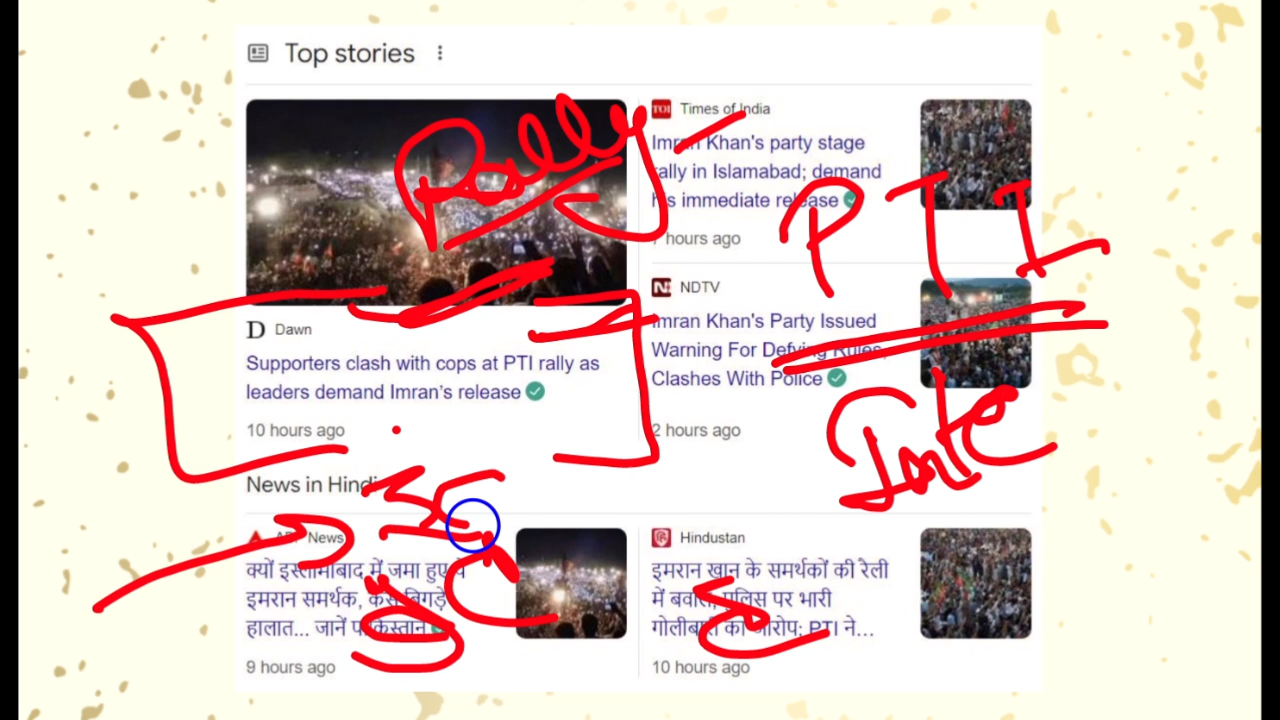 Top stories
Rally
Dawn
Supporters clash with cops at PTI rally as
leaders demand Imran’s release
10 hours ago
Times of India
Imran Khan's party stage
rally in Islamabad; demand
his immediate release
7 hours ago
PTI
NDTV
Imran Khan's Party Issued
Warning For Defying Rules,
Clashes With Police
2 hours ago
News in Hindi
News
क्यों इस्लामाबाद में जमा हुए थे
इमरान समर्थक, कैसे बिगड़े
हालात... जानें पाकिस्तान
9 hours ago
Hindustan
इमरान खान के समर्थकों की रैली
में बवाल, पुलिस पर भारी
गोलीबारी का आरोप; PTI ने...
10 hours ago